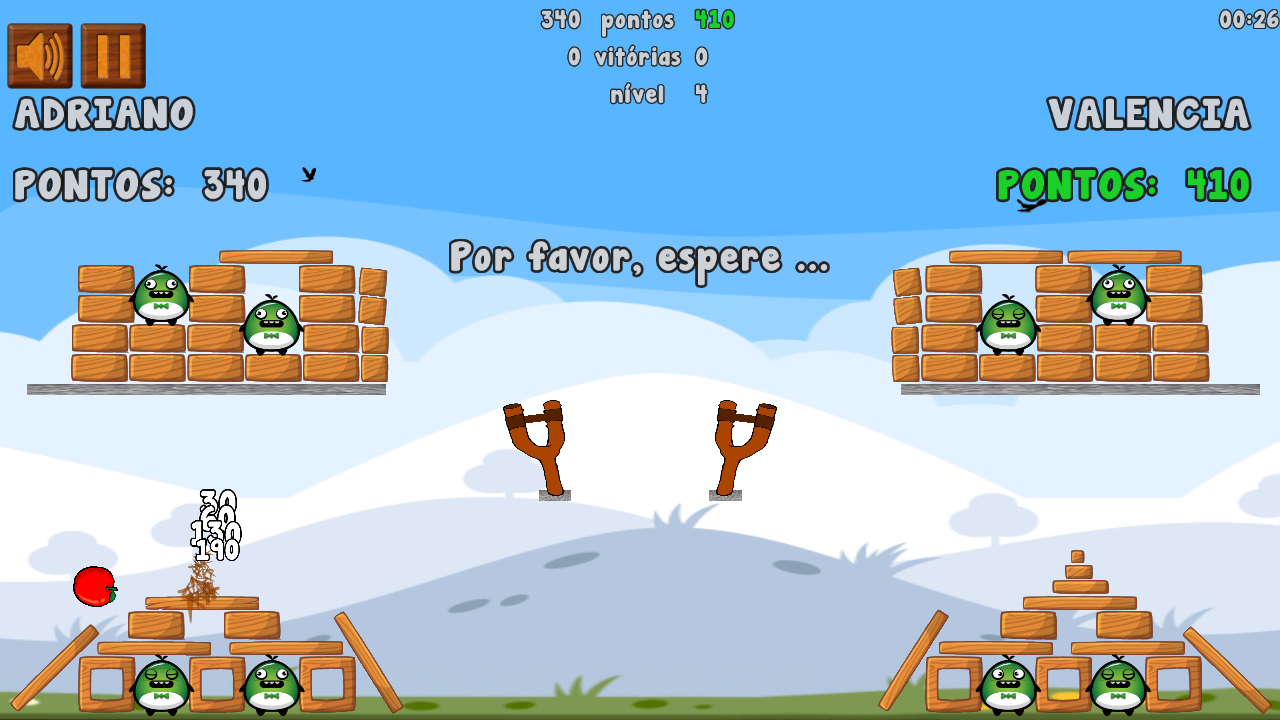 340 pontos 410
00:26
0 vitórias 0
nível 4
ADRIANO
VALENCIA
PONTOS: 340
PONTOS: 410
Por favor, espere ...
30
60
130
190